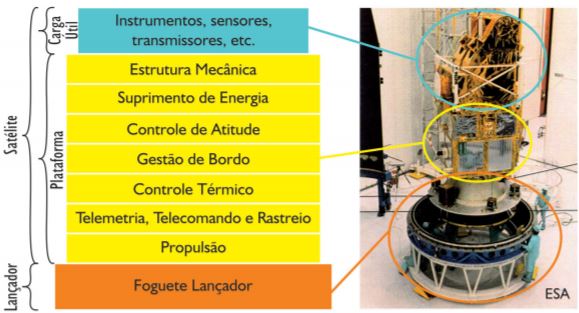 Satélite
Lançador
Carga
Útil
Plataforma
Instrumentos, sensores,
transmissores, etc.
Estrutura Mecânica
Suprimento de Energia
Controle de Atitude
Gestão de Bordo
Controle Térmico
Telemetria, Telecomando e Rastreio
Propulsão
Foguete Lançador
ESA